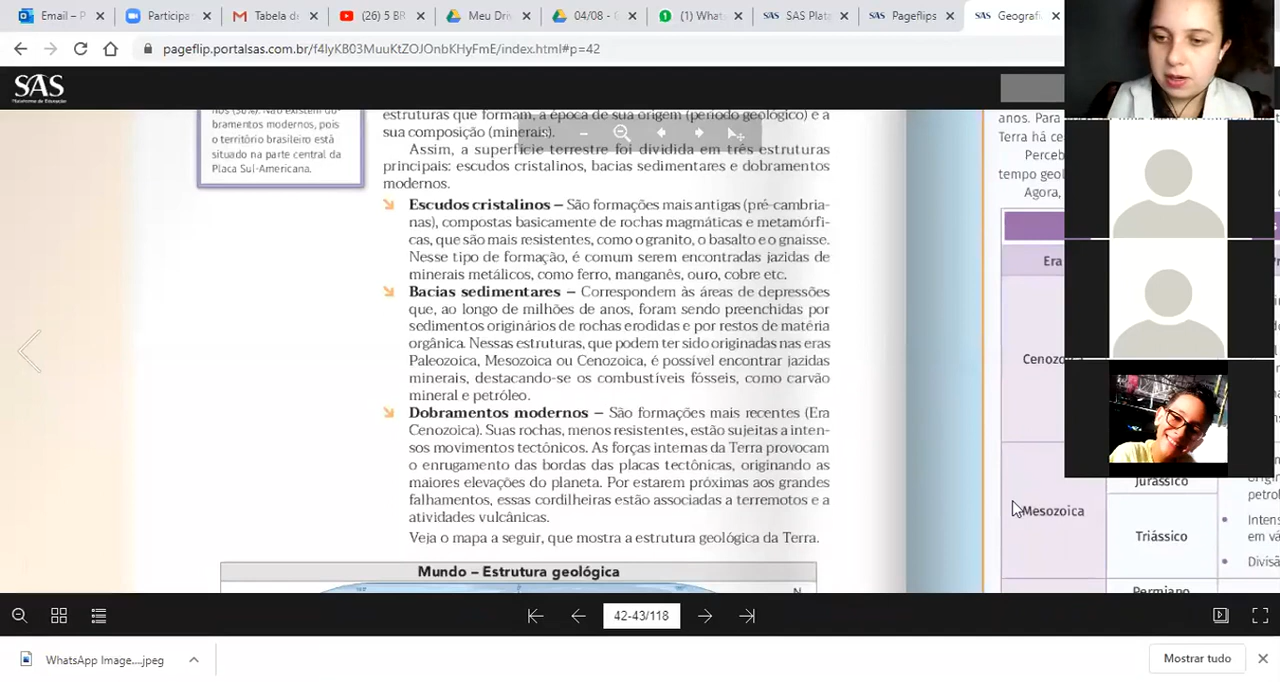 Email – P
Participa
Tabela de
(26) 5 BR
Meu Dri
04/08 - G
(1) What
SAS Plata
Pageflips
Geografi
pageflip.portalsas.com.br/f4lyKB03MuuKtZOJOnbKHyFmE/index.html#p=42
SAS
Plataforma de Educação
nos (36%). Não existem do-
bramentos modernos, pois
o território brasileiro está
situado na parte central da
Placa Sul-Americana.
estruturas que formam, a época de sua origem (período geológico) e a
sua composição (minerais).
Assim, a superfície terrestre foi dividida em três estruturas
principais: escudos cristalinos, bacias sedimentares e dobramentos
modernos.
Escudos cristalinos – São formações mais antigas (pré-cambria-
nas), compostas basicamente de rochas magmáticas e metamórfi-
cas, que são mais resistentes, como o granito, o basalto e o gnaisse.
Nesse tipo de formação, é comum serem encontradas jazidas de
minerais metálicos, como ferro, manganês, ouro, cobre etc.
Bacias sedimentares – Correspondem às áreas de depressões
que, ao longo de milhões de anos, foram sendo preenchidas por
sedimentos originários de rochas erodidas e por restos de matéria
orgânica. Nessas estruturas, que podem ter sido originadas nas eras
Paleozoica, Mesozoica ou Cenozoica, é possível encontrar jazidas
minerais, destacando-se os combustíveis fósseis, como carvão
mineral e petróleo.
Dobramentos modernos – São formações mais recentes (Era
Cenozoica). Suas rochas, menos resistentes, estão sujeitas a inten-
sos movimentos tectônicos. As forças internas da Terra provocam
o enrugamento das bordas das placas tectônicas, originando as
maiores elevações do planeta. Por estarem próximas aos grandes
falhamentos, essas cordilheiras estão associadas a terremotos e a
atividades vulcânicas.
Veja o mapa a seguir, que mostra a estrutura geológica da Terra.
Mundo – Estrutura geológica
N
anos. Para
Terra há ce
Perceb
tempo geol
Agora,
Era
Cenozo
Mesozoica
Jurássico
Triássico
Permiano
petrol
Intens
em vá
Divisã
42-43/118
WhatsApp Image....jpeg
Mostrar tudo